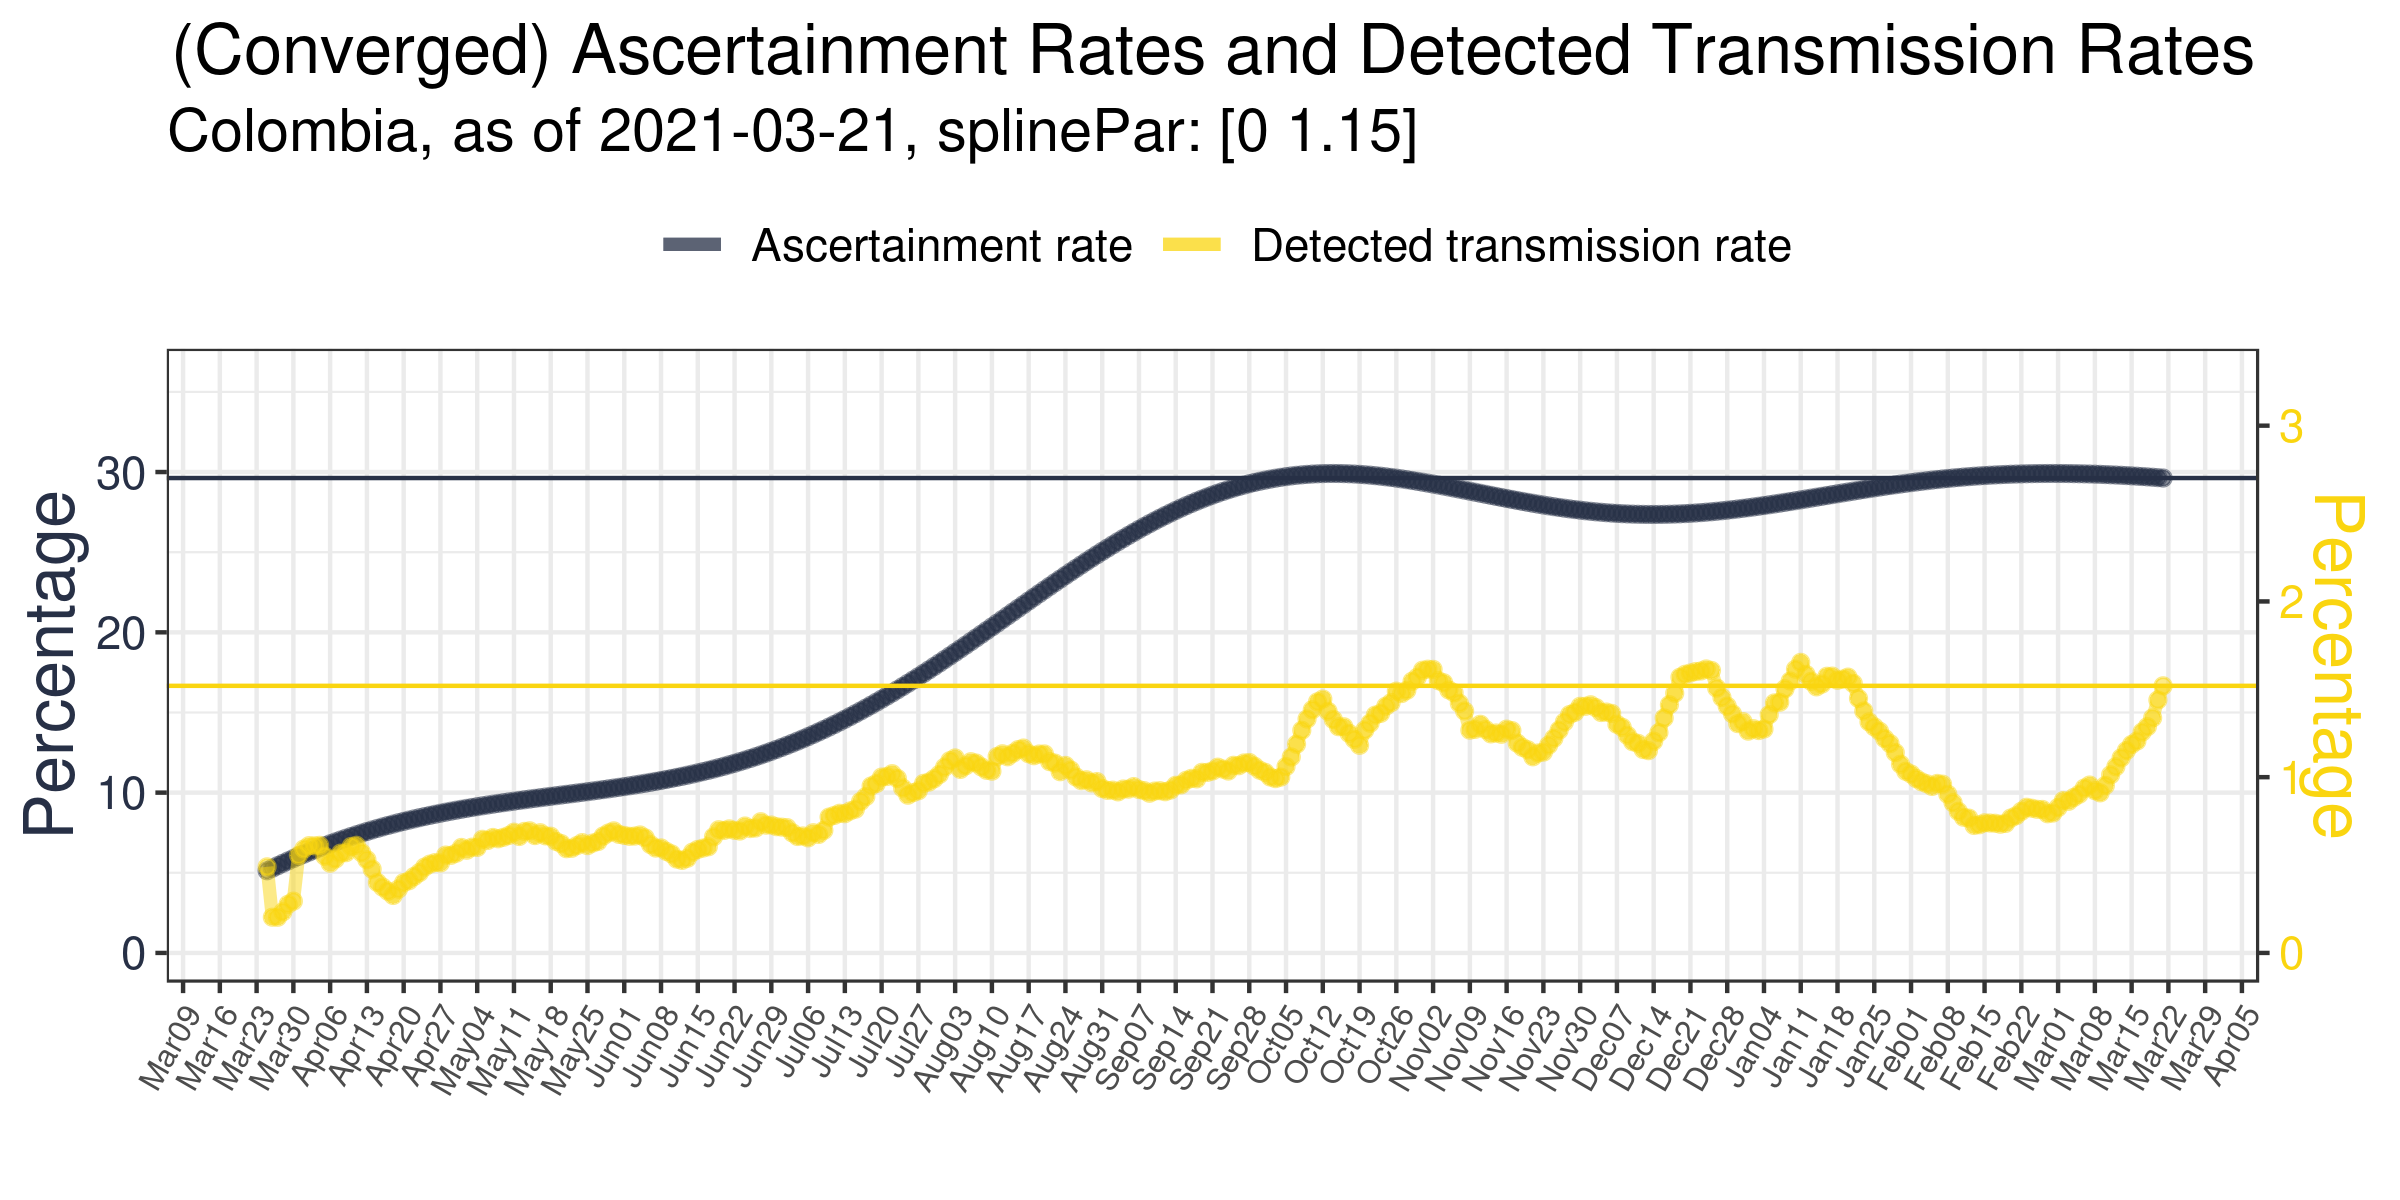 (Converged) Ascertainment Rates and Detected Transmission Rates
Colombia, as of 2021-03-21, splinePar: [0 1.15]
Ascertainment rate Detected transmission rate
Percentage
30
20
10
0
3
2
1
0
Percentage
Mar09 Mar16 Mar23 Mar30 Apr06 Apr13 Apr20 Apr27 May04 May11 May18 May25 Jun01 Jun08 Jun15 Jun22 Jun29 Jul06 Jul13 Jul20 Jul27 Aug03 Aug10 Aug17 Aug24 Aug31 Sep07 Sep14 Sep21 Sep28 Oct05 Oct12 Oct19 Oct26 Nov02 Nov09 Nov16 Nov23 Nov30 Dec07 Dec14 Dec21 Dec28 Jan04 Jan11 Jan18 Jan25 Feb01 Feb08 Feb15 Feb22 Mar01 Mar08 Mar15 Mar22 Mar29 Apr05